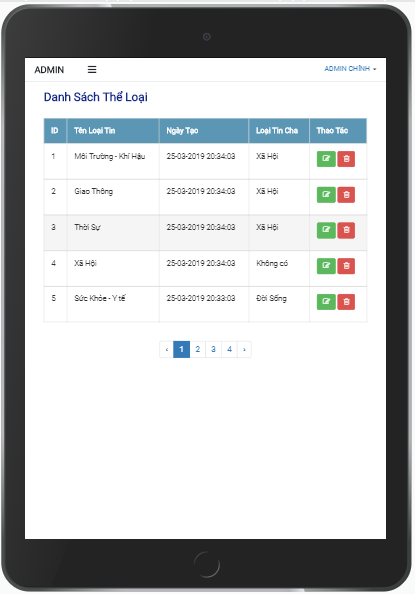 ADMIN ADMIN CHÍNH
Danh Sách Thể Loại
ID Tên Loại Tin Ngày Tạo Loại Tin Cha Thao Tác
1 Môi Trường - Khí Hậu 25-03-2019 20:34:03 Xã Hội
2 Giao Thông 25-03-2019 20:34:03 Xã Hội
3 Thời Sự 25-03-2019 20:34:03 Xã Hội
4 Xã Hội 25-03-2019 20:34:03 Không có
5 Sức Khỏe - Y tế 25-03-2019 20:33:03 Đời Sống
‹ 1 2 3 4 ›